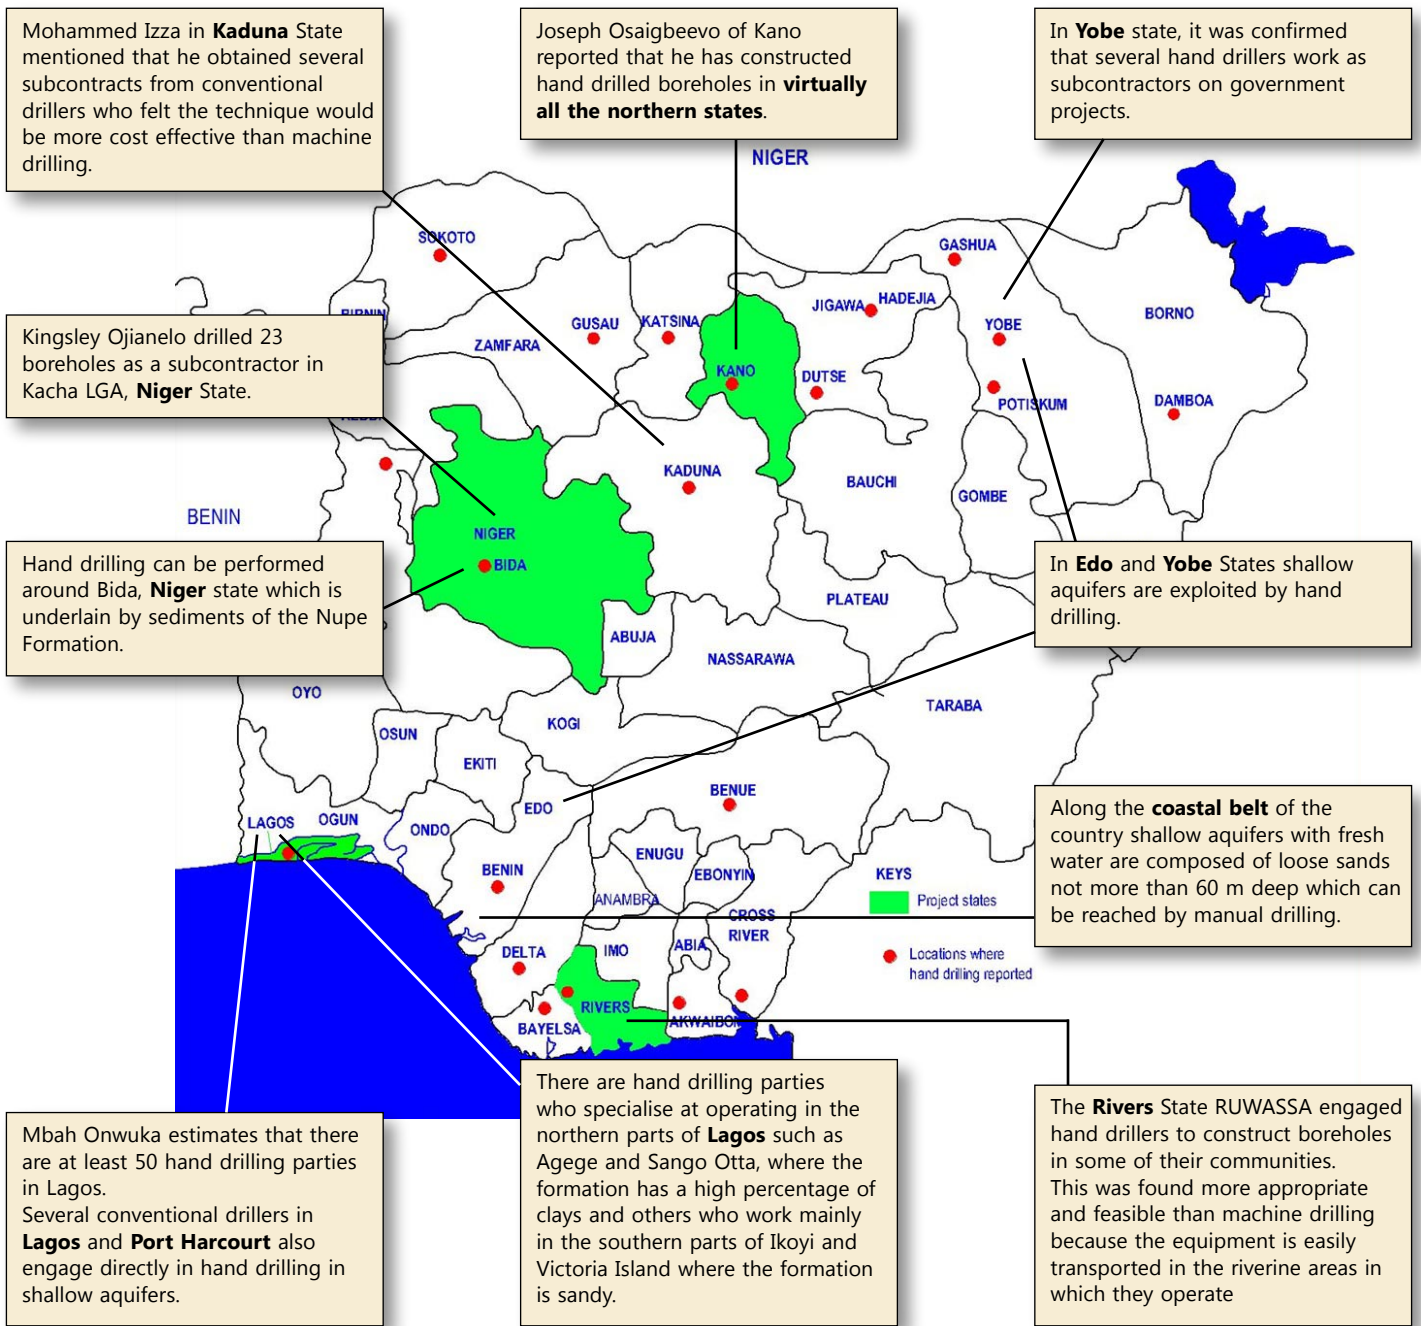 Mohammed Izza in Kaduna State
mentioned that he obtained several
subcontracts from conventional
drillers who felt the technique would
be more cost effective than machine
drilling.
Joseph Osaigbeevo of Kano
reported that he has constructed
hand drilled boreholes in virtually
all the northern states.
In Yobe state, it was confirmed
that several hand drillers work as
subcontractors on government
projects.
NIGER
SOKOTO
GASHUA
JIGAWA
HADEJIA
BORNO
GUSAU
KATSINA
YOBE
ZAMFARA
Kingsley Ojianelo drilled 23
boreholes as a subcontractor in
Kacha LGA, Niger State.
KANO
DUTSE
POTISKUM
DAMBOA
KADUNA
BAUCHI
GOMBE
BENIN
NIGER
BIDA
Hand drilling can be performed
around Bida, Niger state which is
underlain by sediments of the Nupe
Formation.
In Edo and Yobe States shallow
aquifers are exploited by hand
drilling.
PLATEAU
ABUJA
NASSARAWA
OYO
TARABA
KOGI
OSUN
EKITI
BENUE
EDO
LAGOS
OGUN
ONDO
Along the coastal belt of the
country shallow aquifers with fresh
water are composed of loose sands
not more than 60 m deep which can
be reached by manual drilling.
ENUGU
BENIN
EBONYIN
KEYS
ANAMBRA
Project states
CROSS
RIVER
DELTA
IMO
ABIA
Locations where
hand drilling reported
RIVERS
BAYELSA
AKWAIBOM
Mbah Onwuka estimates that there
are at least 50 hand drilling parties
in Lagos.
Several conventional drillers in
Lagos and Port Harcourt also
engage directly in hand drilling in
shallow aquifers.
There are hand drilling parties
who specialise at operating in the
northern parts of Lagos such as
Agege and Sango Otta, where the
formation has a high percentage of
clays and others who work mainly
in the southern parts of Ikoyi and
Victoria Island where the formation
is sandy.
The Rivers State RUWASSA engaged
hand drillers to construct boreholes
in some of their communities.
This was found more appropriate
and feasible than machine drilling
because the equipment is easily
transported in the riverine areas in
which they operate